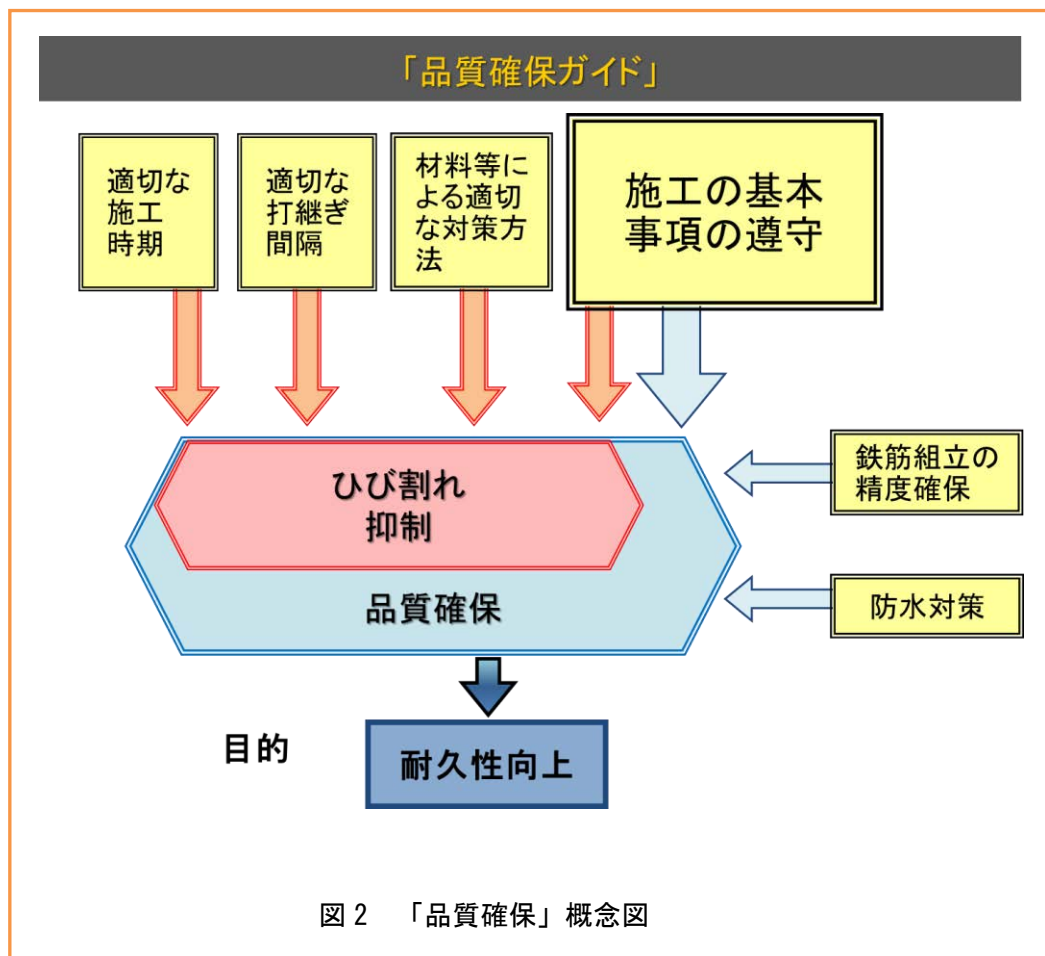 「品質確保ガイド」
適切な
施工
時期
適切な
打継ぎ
間隔
材料等に
よる適切
な対策方
法
施工の基本
事項の遵守
ひび割れ
抑制
品質確保
鉄筋組立の
精度確保
防水対策
目的
耐久性向上
図2 「品質確保」概念図